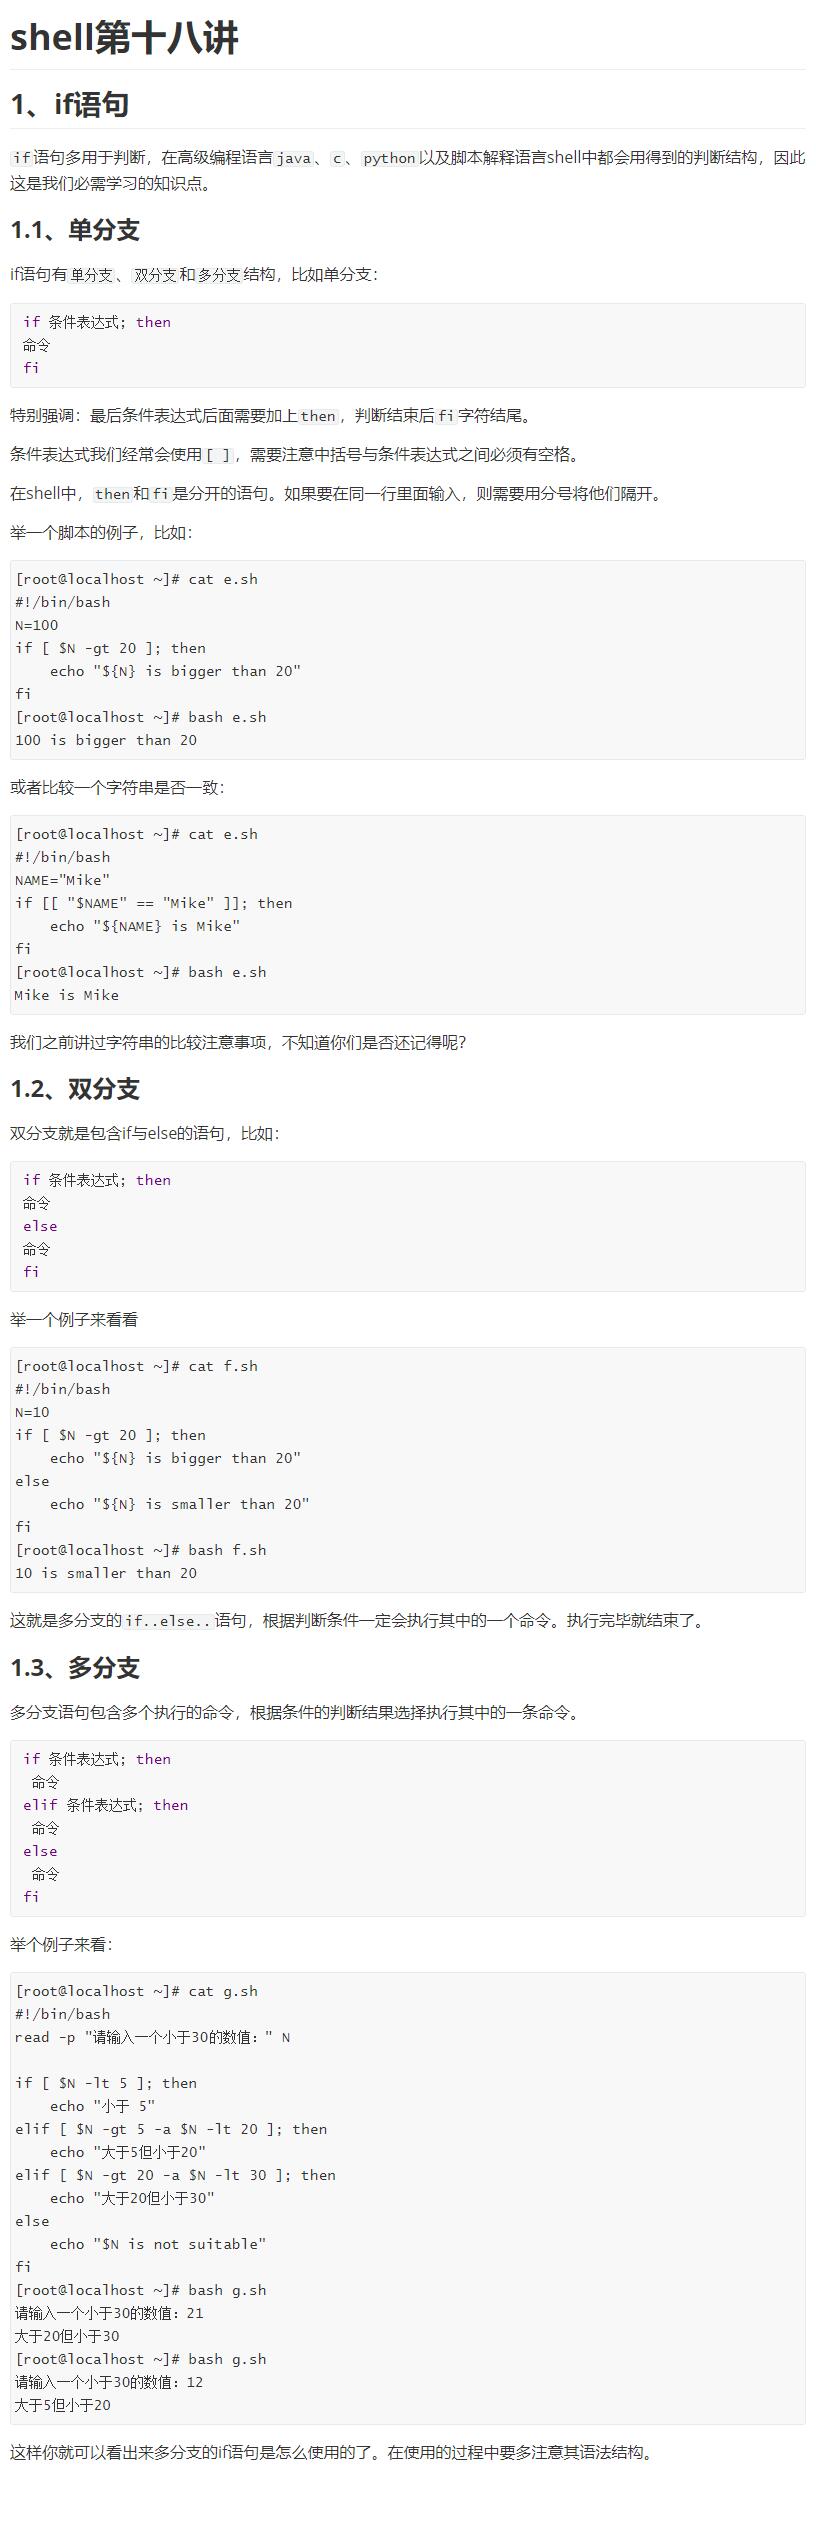 shell第十八讲
1、if语句
if语句多用于判断，在高级编程语言java、c、python以及脚本解释语言shell中都会用得到的判断结构，因此
这是我们必需学习的知识点。
1.1、单分支
if语句有单分支、双分支和多分支结构，比如单分支：
if 条件表达式; then
命令
fi
特别强调：最后条件表达式后面需要加上then，判断结束后fi字符结尾。
条件表达式我们经常会使用[ ]，需要注意中括号与条件表达式之间必须有空格。
在shell中，then和fi是分开的语句。如果要在同一行里面输入，则需要用分号将他们隔开。
举一个脚本的例子，比如：
[root@localhost ~]# cat e.sh
#!/bin/bash
N=100
if [ $N -gt 20 ]; then
    echo "${N} is bigger than 20"
fi
[root@localhost ~]# bash e.sh
100 is bigger than 20
或者比较一个字符串是否一致：
[root@localhost ~]# cat e.sh
#!/bin/bash
NAME="Mike"
if [[ "$NAME" == "Mike" ]]; then
    echo "${NAME} is Mike"
fi
[root@localhost ~]# bash e.sh
Mike is Mike
我们之前讲过字符串的比较注意事项，不知道你们是否还记得呢？
1.2、双分支
双分支就是包含if与else的语句，比如：
if 条件表达式; then
命令
else
命令
fi
举一个例子来看看
[root@localhost ~]# cat f.sh
#!/bin/bash
N=10
if [ $N -gt 20 ]; then
    echo "${N} is bigger than 20"
else
    echo "${N} is smaller than 20"
fi
[root@localhost ~]# bash f.sh
10 is smaller than 20
这就是多分支的if..else..语句，根据判断条件一定会执行其中的一个命令。执行完毕就结束了。
1.3、多分支
多分支语句包含多个执行的命令，根据条件的判断结果选择执行其中的一条命令。
if 条件表达式; then
 命令
elif 条件表达式; then
 命令
else
 命令
fi
举个例子来看：
[root@localhost ~]# cat g.sh
#!/bin/bash
read -p "请输入一个小于30的数值：" N
if [ $N -lt 5 ]; then
    echo "小于 5"
elif [ $N -gt 5 -a $N -lt 20 ]; then
    echo "大于5但小于20"
elif [ $N -gt 20 -a $N -lt 30 ]; then
    echo "大于20但小于30"
else
    echo "$N is not suitable"
fi
[root@localhost ~]# bash g.sh
请输入一个小于30的数值：21
大于20但小于30
[root@localhost ~]# bash g.sh
请输入一个小于30的数值：12
大于5但小于20
这样你就可以看出来多分支的if语句是怎么使用的了。在使用的过程中要多注意其语法结构。